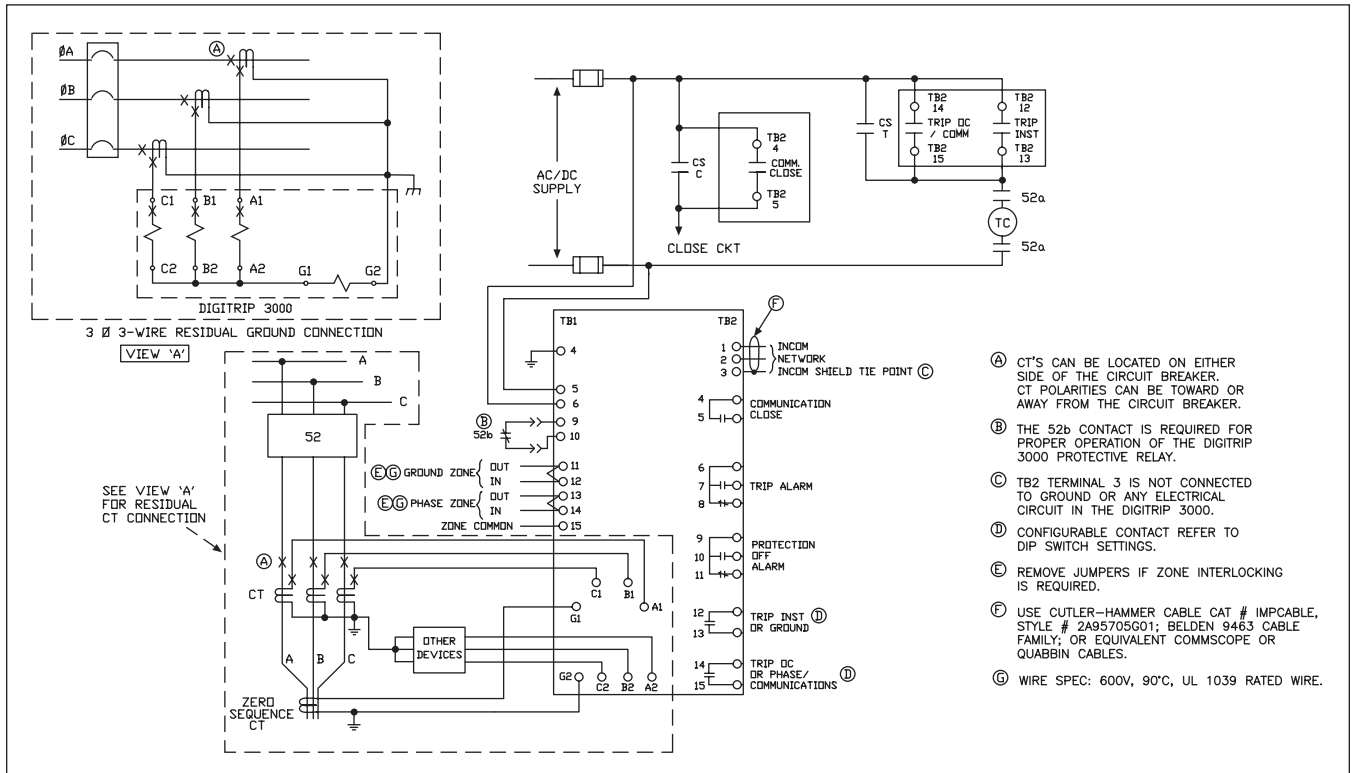 ØA
ØB
ØC
Ⓐ
C1 B1 A1
C2 B2 A2 G1 G2
DIGITRIP 3000
3 Ø 3-WIRE RESIDUAL GROUND CONNECTION
VIEW 'A'
AC/DC
SUPPLY
CS
C
TB2
4
COMM.
CLOSE
TB2
5
CLOSE CKT
CS
T
TB2
14
TRIP OC
/ COMM
TB2
15
TB2
12
TRIP
INST
TB2
13
52a
TC
52a
A
B
C
52
SEE VIEW 'A'
FOR RESIDUAL
CT CONNECTION
Ⓐ
CT
A B C
ZERO
SEQUENCE
CT
OTHER
DEVICES
TB1
4
5
6
9
10
Ⓑ
52b
ⒺⒼ GROUND ZONE OUT 11
IN 12
ⒺⒼ PHASE ZONE OUT 13
IN 14
ZONE COMMON 15
C1 B1 A1
G1
G2 C2 B2 A2
TB2
Ⓕ
1 INCOM
2 NETWORK
3 INCOM SHIELD TIE POINT Ⓒ
4 COMMUNICATION
5 CLOSE
6
7 TRIP ALARM
8
9 PROTECTION
10 OFF
11 ALARM
12 TRIP INST Ⓓ
13 OR GROUND
14 TRIP OC
OR PHASE/ Ⓓ
15 COMMUNICATIONS
Ⓐ CT'S CAN BE LOCATED ON EITHER
SIDE OF THE CIRCUIT BREAKER.
CT POLARITIES CAN BE TOWARD OR
AWAY FROM THE CIRCUIT BREAKER.
Ⓑ THE 52b CONTACT IS REQUIRED FOR
PROPER OPERATION OF THE DIGITRIP
3000 PROTECTIVE RELAY.
Ⓒ TB2 TERMINAL 3 IS NOT CONNECTED
TO GROUND OR ANY ELECTRICAL
CIRCUIT IN THE DIGITRIP 3000.
Ⓓ CONFIGURABLE CONTACT REFER TO
DIP SWITCH SETTINGS.
Ⓔ REMOVE JUMPERS IF ZONE INTERLOCKING
IS REQUIRED.
Ⓕ USE CUTLER-HAMMER CABLE CAT # IMPCABLE,
STYLE # 2A95705G01; BELDEN 9463 CABLE
FAMILY; OR EQUIVALENT COMMSCOPE OR
QUABBIN CABLES.
Ⓖ WIRE SPEC: 600V, 90°C, UL 1039 RATED WIRE.